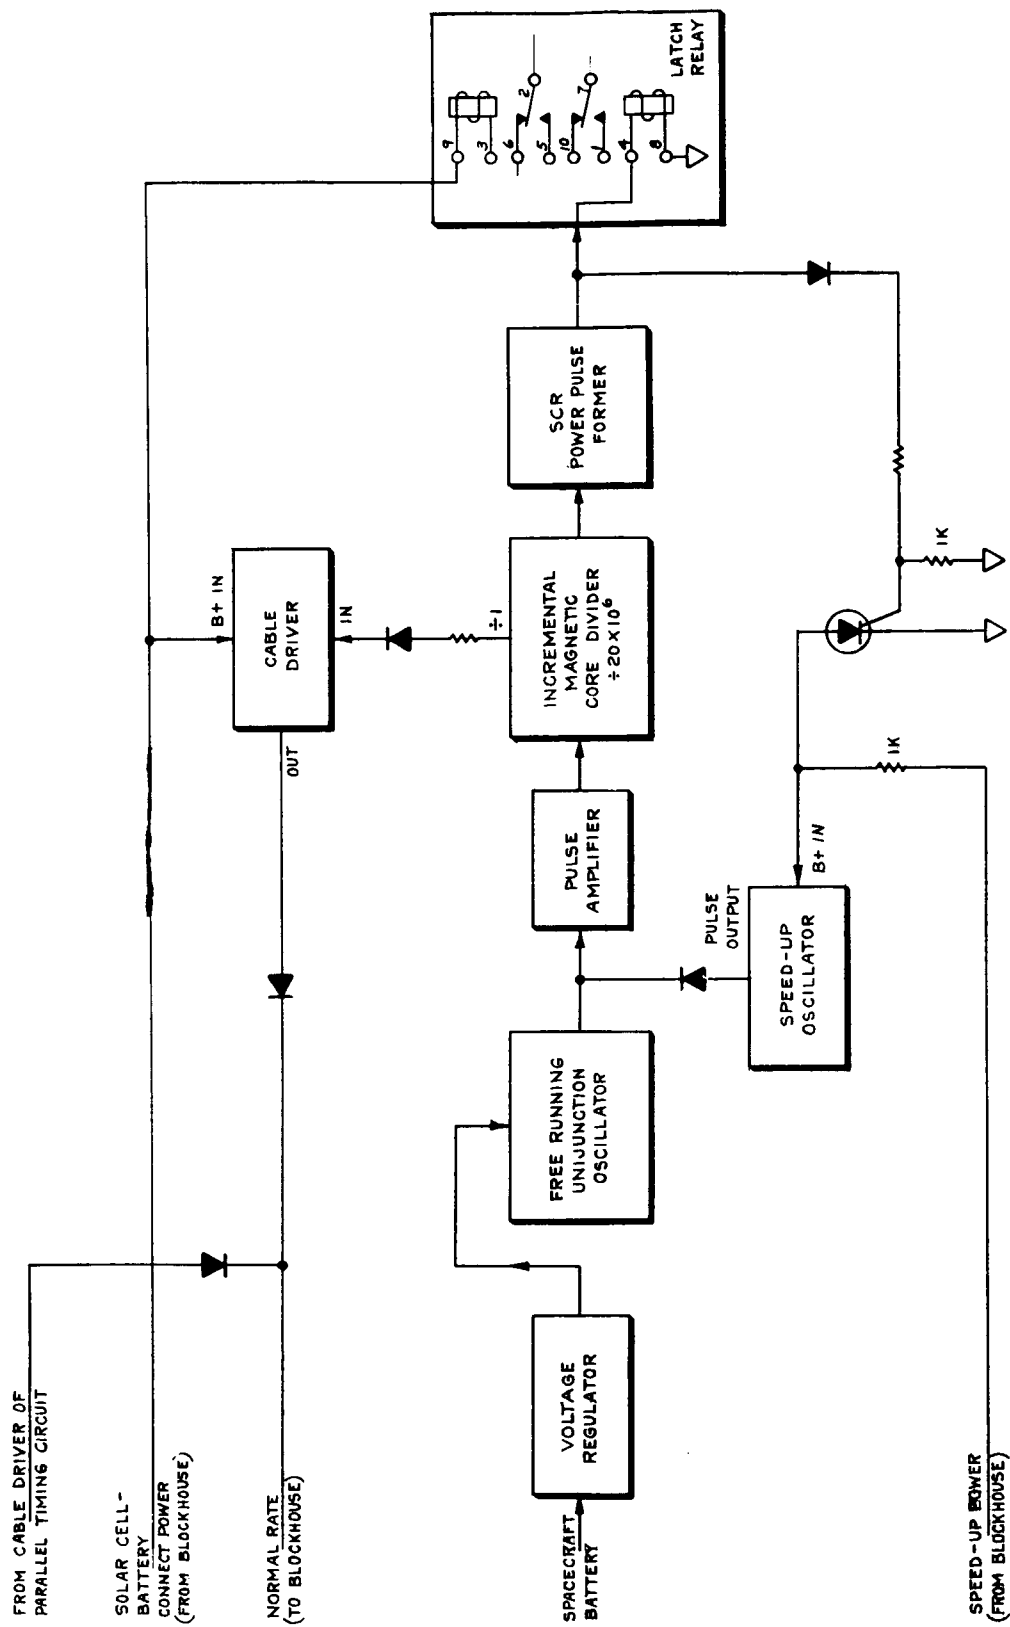 FROM CABLE DRIVER OF
PARALLEL TIMING CIRCUIT
SOLAR CELL-
BATTERY
CONNECT POWER
(FROM BLOCKHOUSE)
NORMAL RATE
(TO BLOCKHOUSE)
SPACECRAFT
BATTERY
SPEED-UP POWER
(FROM BLOCKHOUSE)
VOLTAGE
REGULATOR
FREE RUNNING
UNIJUNCTION
OSCILLATOR
PULSE
OUTPUT
SPEED-UP
OSCILLATOR
B+ IN
1K
PULSE
AMPLIFIER
OUT
CABLE
DRIVER
B+ IN
IN
÷1
INCREMENTAL
MAGNETIC
CORE DIVIDER
÷20X10⁶
1K
SCR
POWER PULSE
FORMER
9
3
6
2
5
10
7
1
4
8
LATCH
RELAY